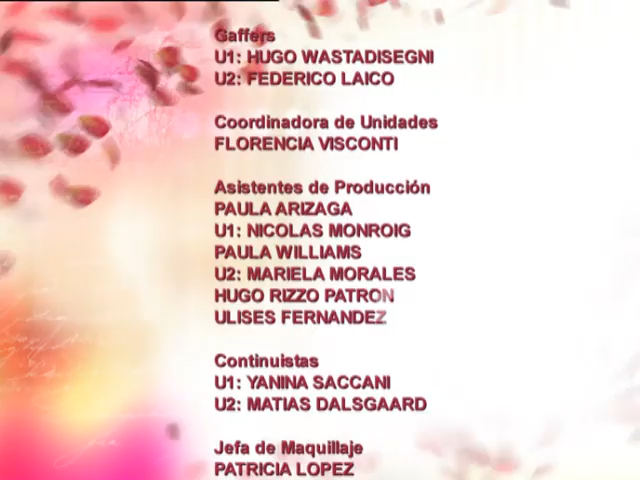 Gaffers
U1: HUGO WASTADISEGNI
U2: FEDERICO LAICO
Coordinadora de Unidades
FLORENCIA VISCONTI
Asistentes de Producción
PAULA ARIZAGA
U1: NICOLAS MONROIG
PAULA WILLIAMS
U2: MARIELA MORALES
HUGO RIZZO PATRON
ULISES FERNANDEZ
Continuistas
U1: YANINA SACCANI
U2: MATIAS DALSGAARD
Jefa de Maquillaje
PATRICIA LOPEZ